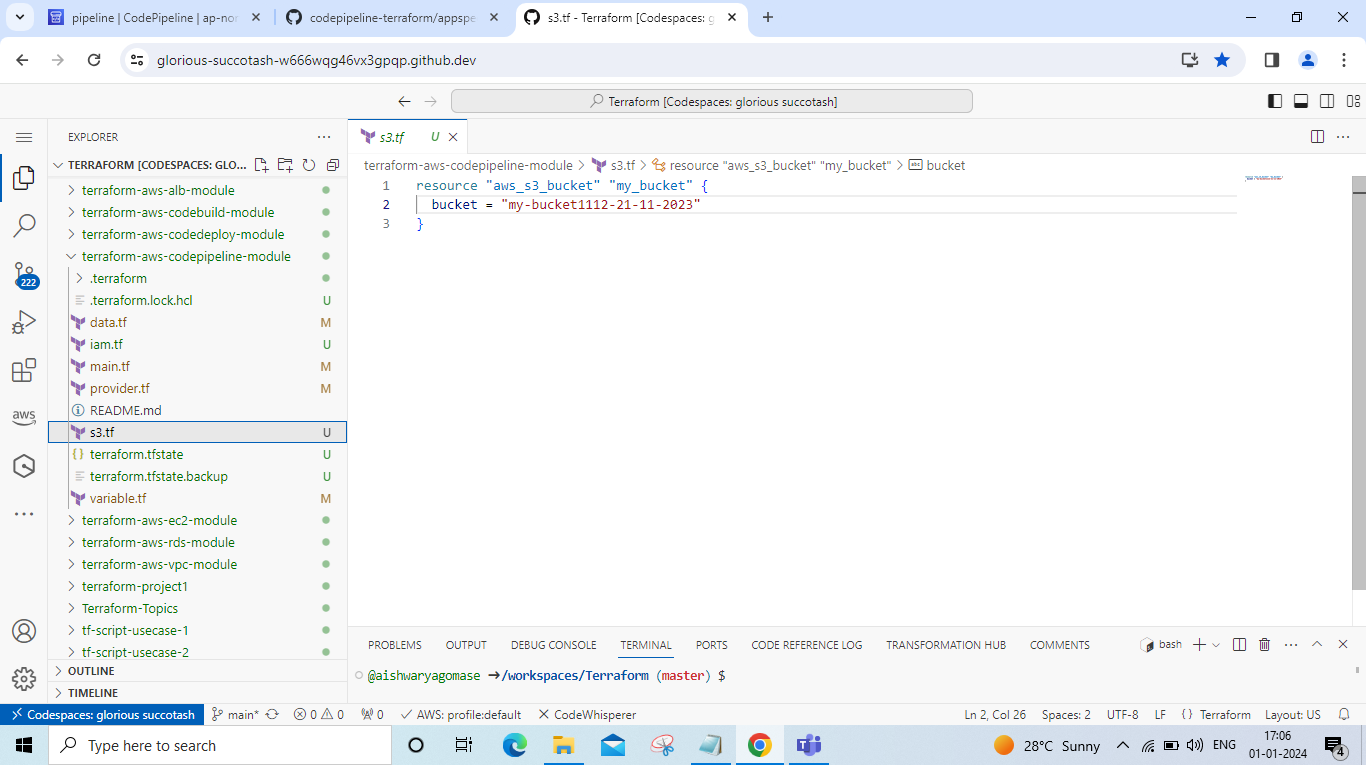 pipeline | CodePipeline | ap-nor
codepipeline-terraform/appspe
s3.tf - Terraform [Codespaces: g
glorious-succotash-w666wqg46vx3gpqp.github.dev
Terraform [Codespaces: glorious succotash]
EXPLORER
TERRAFORM [CODESPACES: GLO...
terraform-aws-alb-module
terraform-aws-codebuild-module
terraform-aws-codedeploy-module
terraform-aws-codepipeline-module
.terraform
.terraform.lock.hcl U
data.tf M
iam.tf U
main.tf M
provider.tf M
README.md
s3.tf U
terraform.tfstate U
terraform.tfstate.backup U
variable.tf M
terraform-aws-ec2-module
terraform-aws-rds-module
terraform-aws-vpc-module
terraform-project1
Terraform-Topics
tf-script-usecase-1
tf-script-usecase-2
OUTLINE
TIMELINE
222
aws
s3.tf U
terraform-aws-codepipeline-module > s3.tf > resource "aws_s3_bucket" "my_bucket" > abc bucket
1 resource "aws_s3_bucket" "my_bucket" {
2 bucket = "my-bucket1112-21-11-2023"
3 }
PROBLEMS OUTPUT DEBUG CONSOLE TERMINAL PORTS CODE REFERENCE LOG TRANSFORMATION HUB COMMENTS bash
@aishwaryagomase ➜/workspaces/Terraform (master) $
Codespaces: glorious succotash main* 0 0 0 AWS: profile:default CodeWhisperer Ln 2, Col 26 Spaces: 2 UTF-8 LF {} Terraform Layout: US
Type here to search
28°C Sunny ENG
17:06
01-01-2024
4